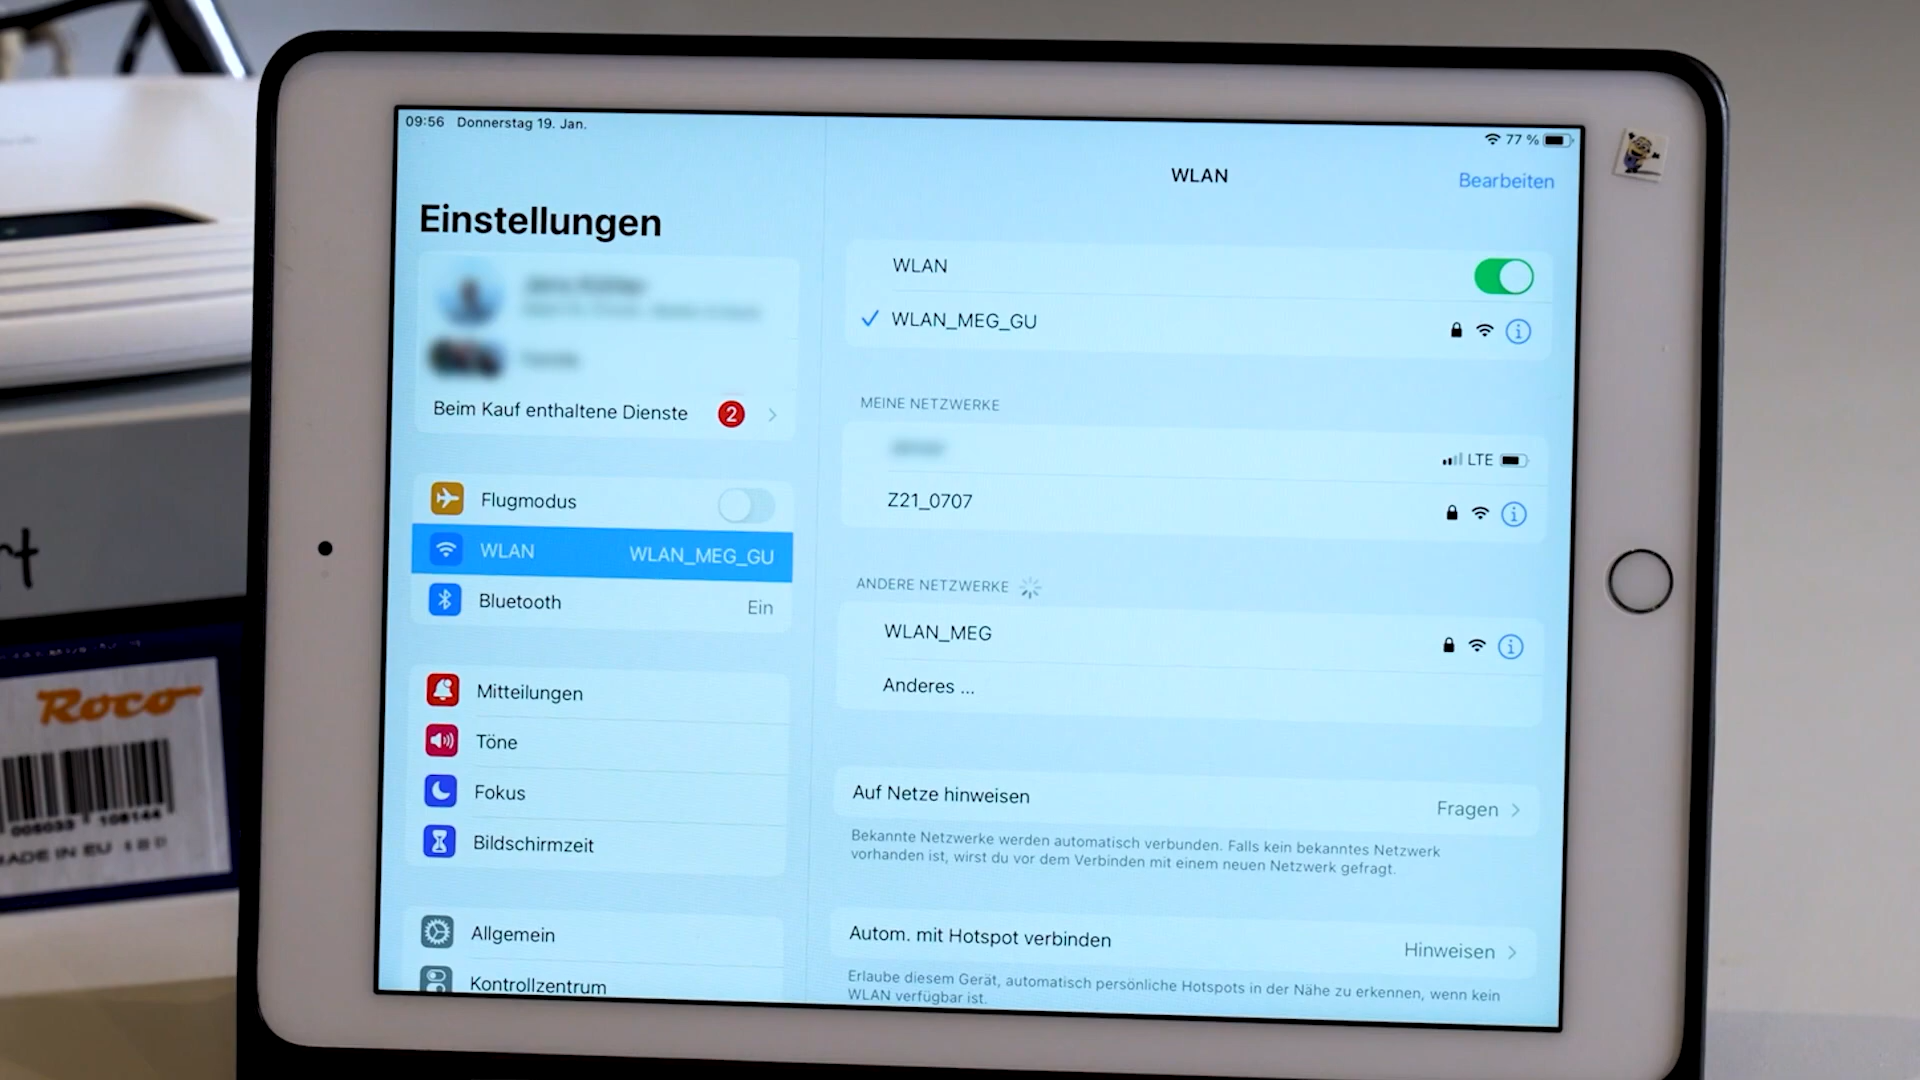 09:56 Donnerstag 19. Jan.
77 %
Einstellungen
Beim Kauf enthaltene Dienste 2
Flugmodus
WLAN WLAN_MEG_GU
Bluetooth Ein
Mitteilungen
Töne
Fokus
Bildschirmzeit
Allgemein
Kontrollzentrum
WLAN
Bearbeiten
WLAN
WLAN_MEG_GU
MEINE NETZWERKE
LTE
Z21_0707
ANDERE NETZWERKE
WLAN_MEG
Anderes ...
Auf Netze hinweisen Fragen
Bekannte Netzwerke werden automatisch verbunden. Falls kein bekanntes Netzwerk
vorhanden ist, wirst du vor dem Verbinden mit einem neuen Netzwerk gefragt.
Autom. mit Hotspot verbinden Hinweisen
Erlaube diesem Gerät, automatisch persönliche Hotspots in der Nähe zu erkennen, wenn kein
WLAN verfügbar ist.
rt
Roco
MADE IN EU